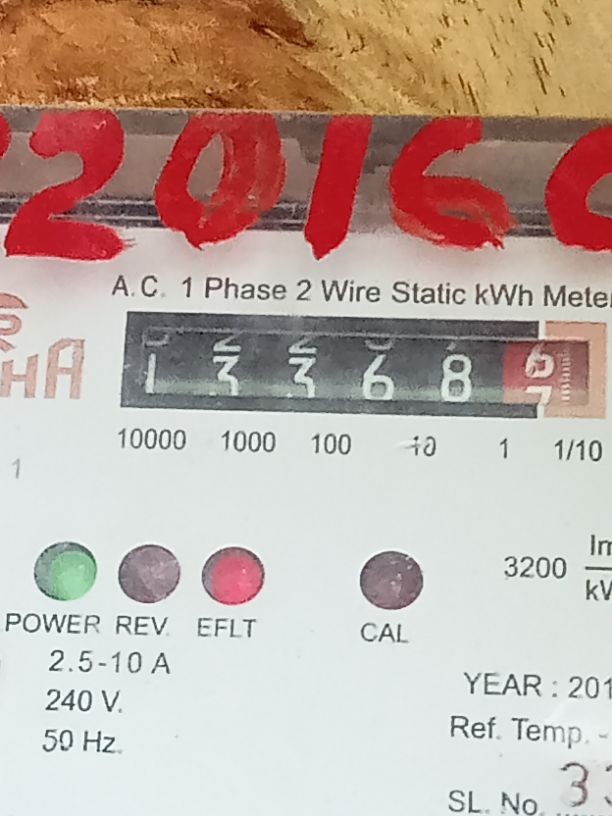 2016
A.C. 1 Phase 2 Wire Static kWh Meter
HA
1 3 3 6 8 6
10000 1000 100 10 1 1/10
1
3200
POWER REV. EFLT CAL
2.5-10 A
240 V.
50 Hz.
YEAR : 201
Ref. Temp. -
SL. No. 33